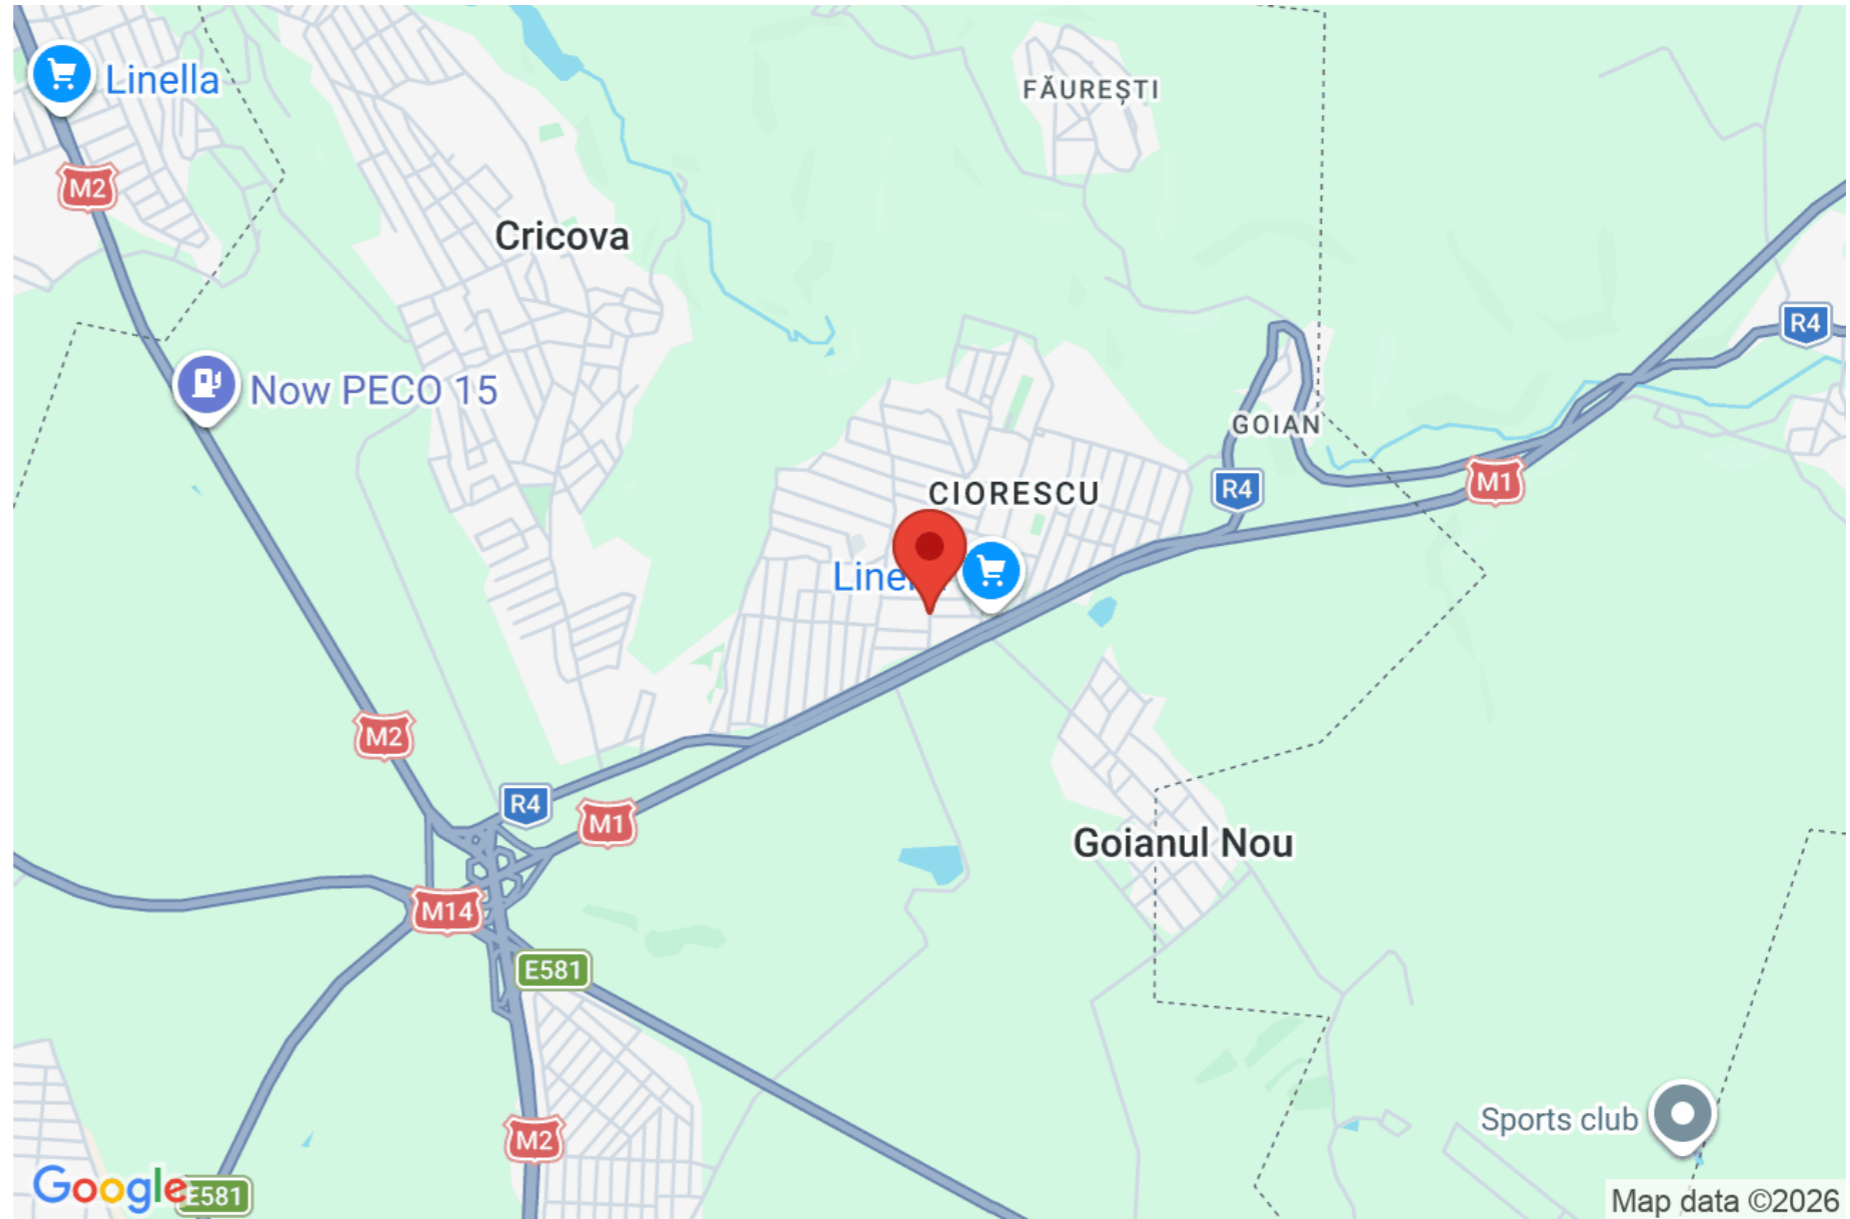 Linella
FĂUREȘTI
M2
Cricova
R4
Now PECO 15
GOIAN
M1
CIORESCU
R4
Line
M2
R4
M1
Goianul Nou
M14
E581
Sports club
M2
Google
E581
Map data ©2026